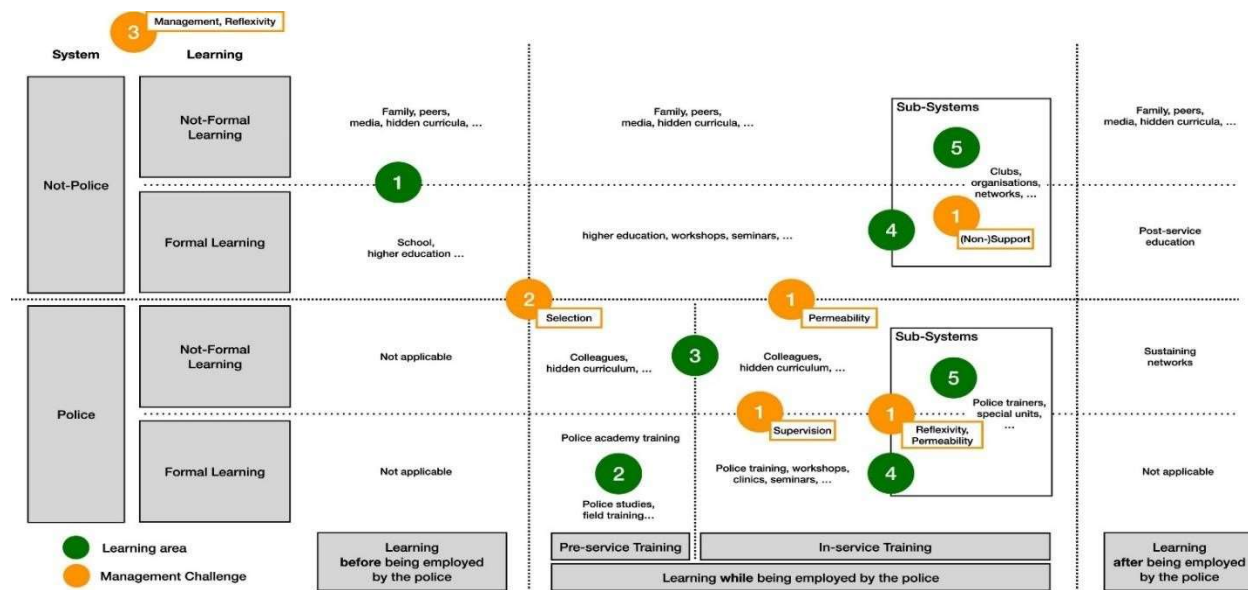 3
Management, Reflexivity
System
Learning
Not-Police
Not-Formal
Learning
Family, peers,
media, hidden curricula, ...
Family, peers,
media, hidden curricula, ...
Sub-Systems
5
Clubs,
organisations,
networks, ...
Family, peers,
media, hidden curricula, ...
1
Formal Learning
School,
higher education ...
higher education, workshops, seminars, ...
4
1
(Non-)Support
Post-service
education
2
Selection
1
Permeability
Police
Not-Formal
Learning
Not applicable
Colleagues,
hidden curriculum, ...
3
Colleagues,
hidden curriculum, ...
Sub-Systems
5
Police trainers,
special units,
...
Sustaining
networks
1
Supervision
1
Reflexivity,
Permeability
Formal Learning
Not applicable
Police academy training
2
Police studies,
field training...
Police training, workshops,
clinics, seminars, ...
4
Not applicable
Learning area
Management Challenge
Learning
before being employed
by the police
Pre-service Training
In-service Training
Learning while being employed by the police
Learning
after being employed
by the police